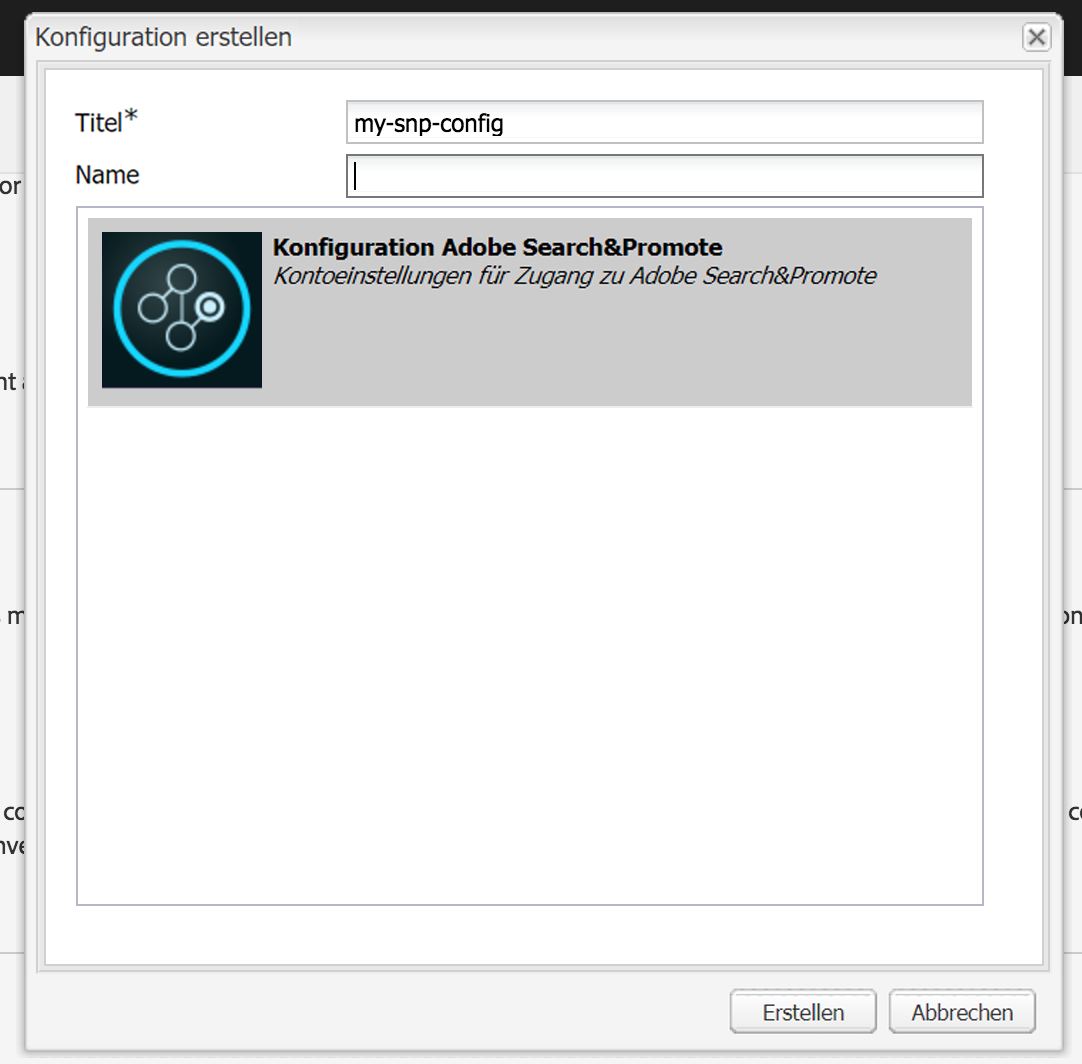 Konfiguration erstellen
Titel*
my-snp-config
Name
Konfiguration Adobe Search&Promote
Kontoeinstellungen für Zugang zu Adobe Search&Promote
Erstellen
Abbrechen